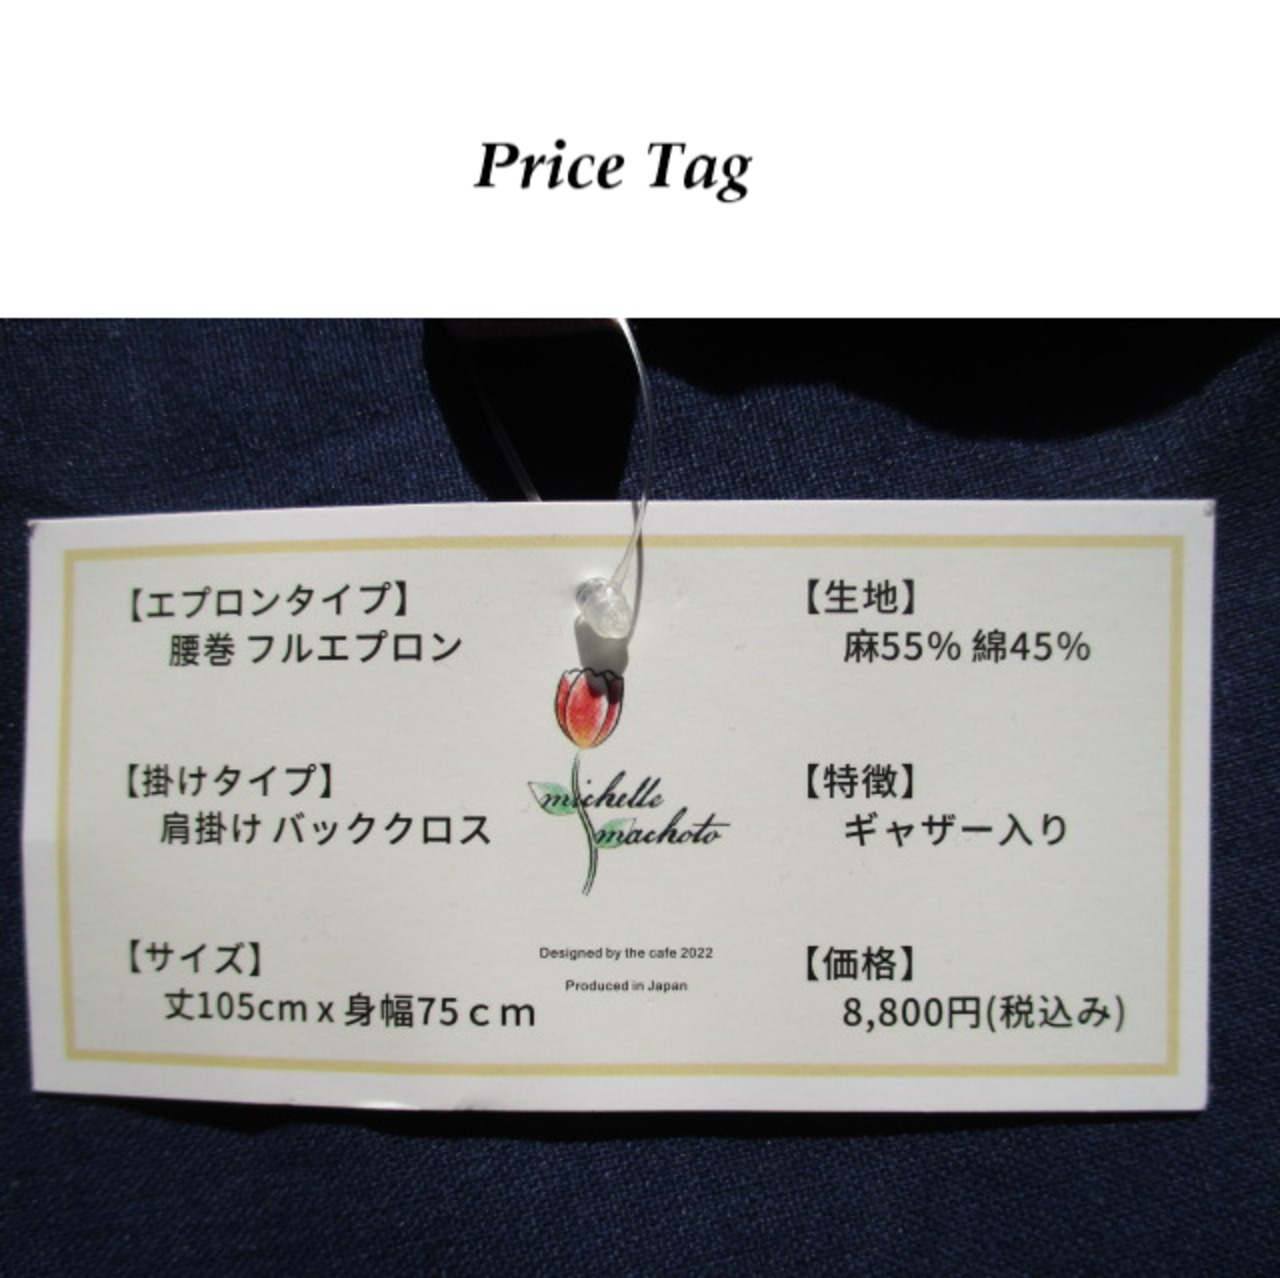 Price Tag
【エプロンタイプ】
腰巻 フルエプロン
【掛けタイプ】
肩掛け バッククロス
【サイズ】
丈105cm x 身幅75ｃｍ
michelle
machoto
Designed by the cafe 2022
Produced in Japan
【生地】
麻55% 綿45%
【特徴】
ギャザー入り
【価格】
8,800円(税込み)